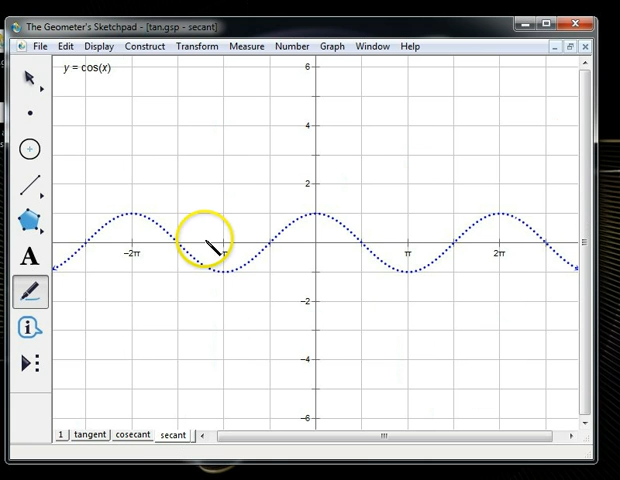 The Geometer's Sketchpad - [tan.gsp - secant]
File Edit Display Construct Transform Measure Number Graph Window Help
y = cos(x)
6
4
2
−2π π π 2π
−2
−4
−6
A
1 tangent cosecant secant